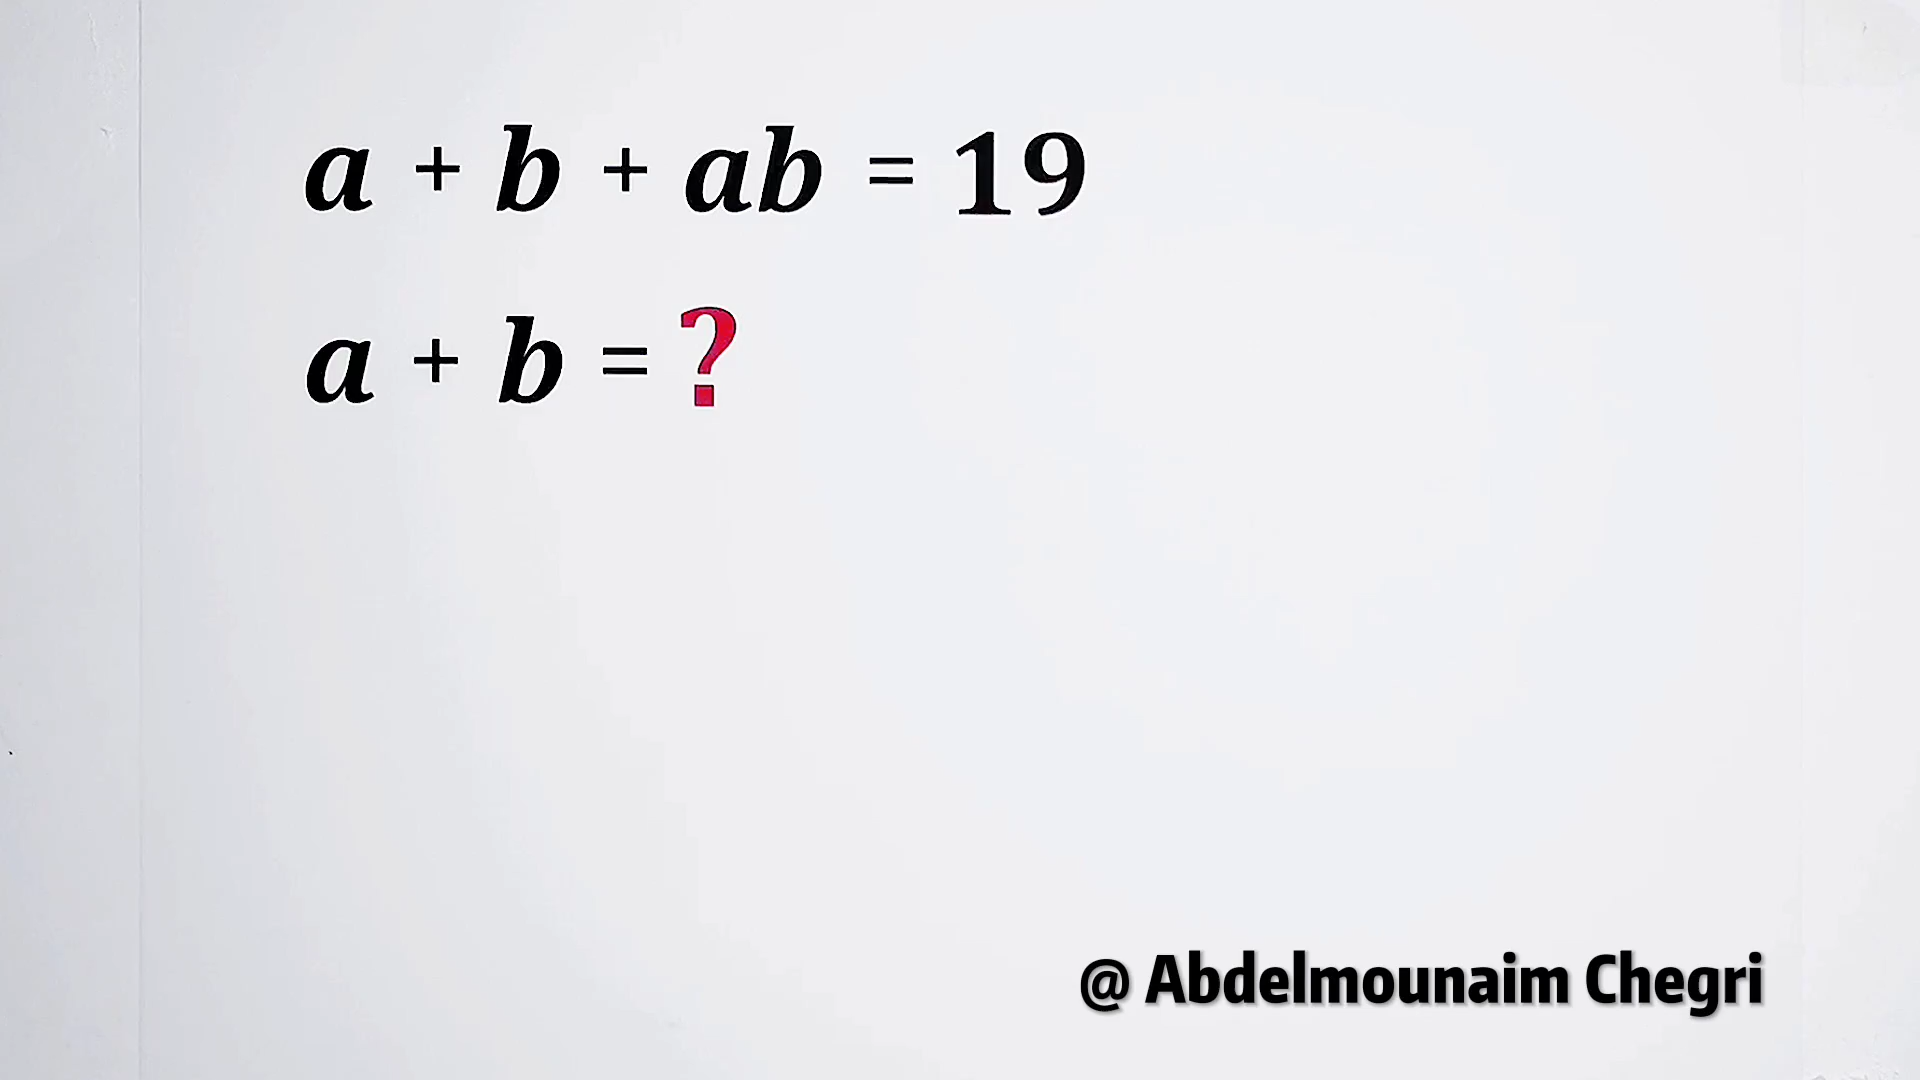 a + b + ab = 19
a + b = ?
@ Abdelmounaim Chegri